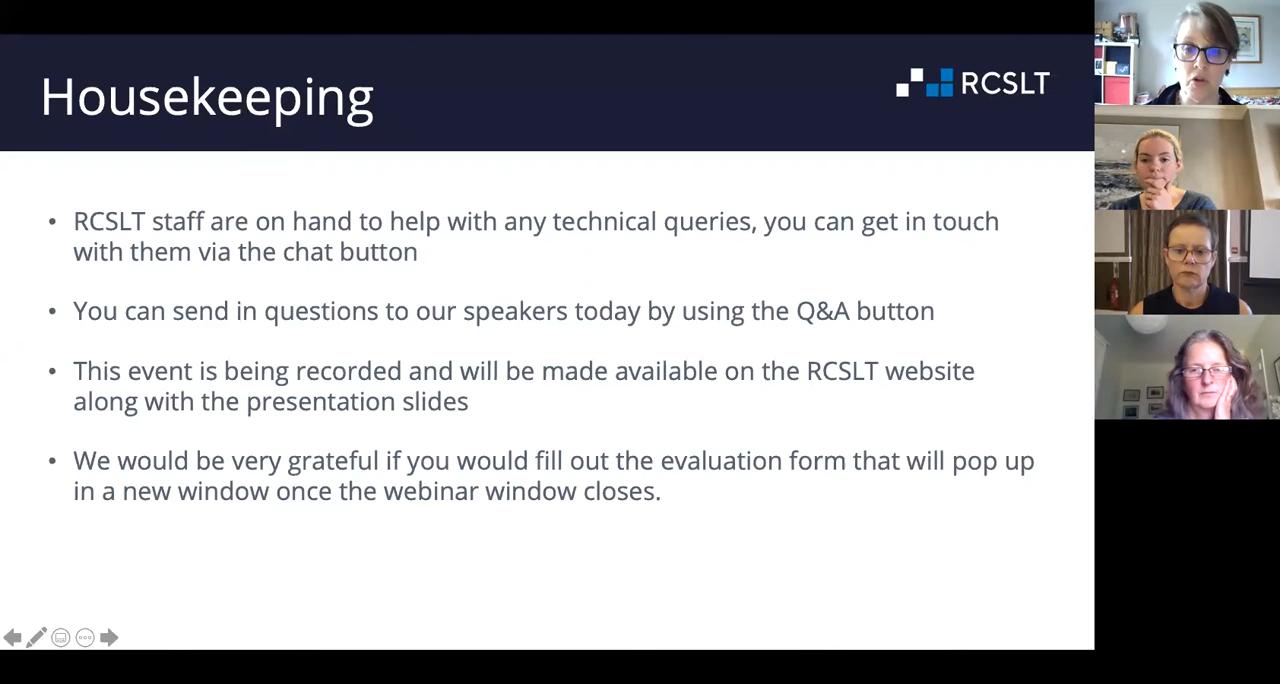 Housekeeping
RCSLT
• RCSLT staff are on hand to help with any technical queries, you can get in touch
with them via the chat button
• You can send in questions to our speakers today by using the Q&A button
• This event is being recorded and will be made available on the RCSLT website
along with the presentation slides
• We would be very grateful if you would fill out the evaluation form that will pop up
in a new window once the webinar window closes.